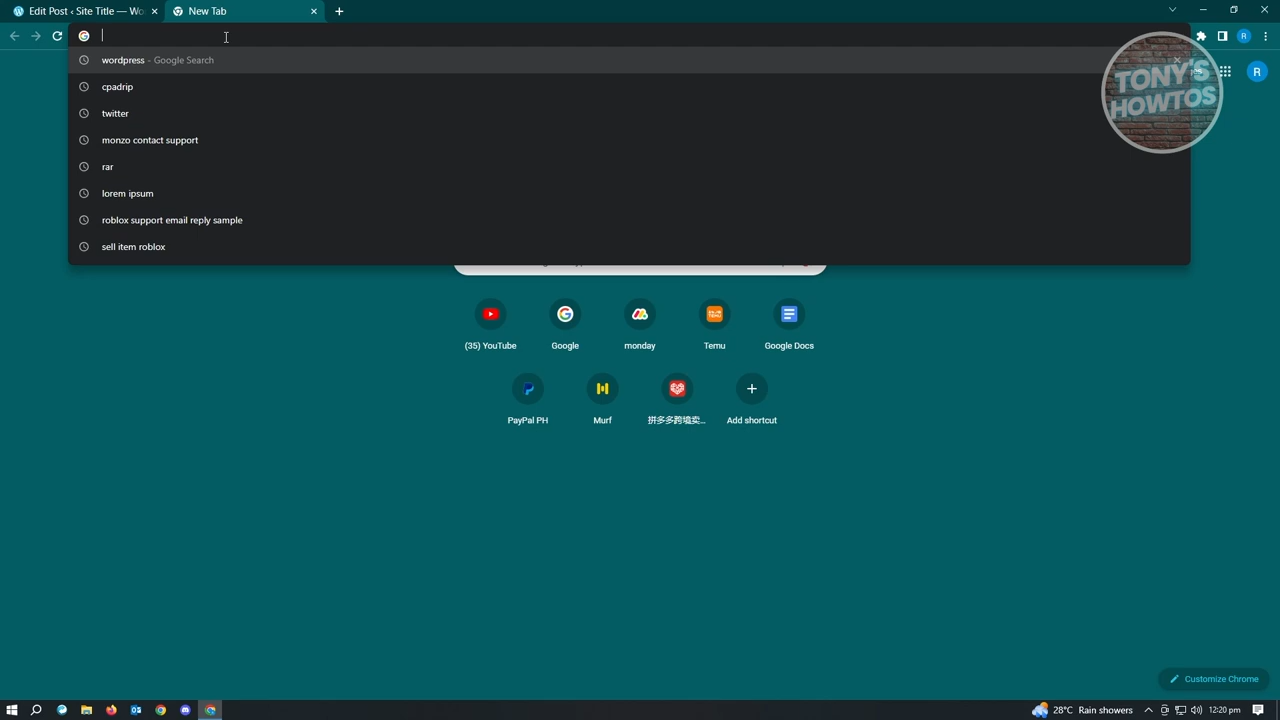 Edit Post ‹ Site Title — Wo
New Tab
wordpress - Google Search
TONY'S
HOWTOS
R
R
cpadrip
twitter
monzo contact support
rar
lorem ipsum
roblox support email reply sample
sell item roblox
(35) YouTube
Google
monday
Temu
Google Docs
PayPal PH
Murf
拼多多跨境卖...
Add shortcut
Customize Chrome
28°C Rain showers
12:20 pm